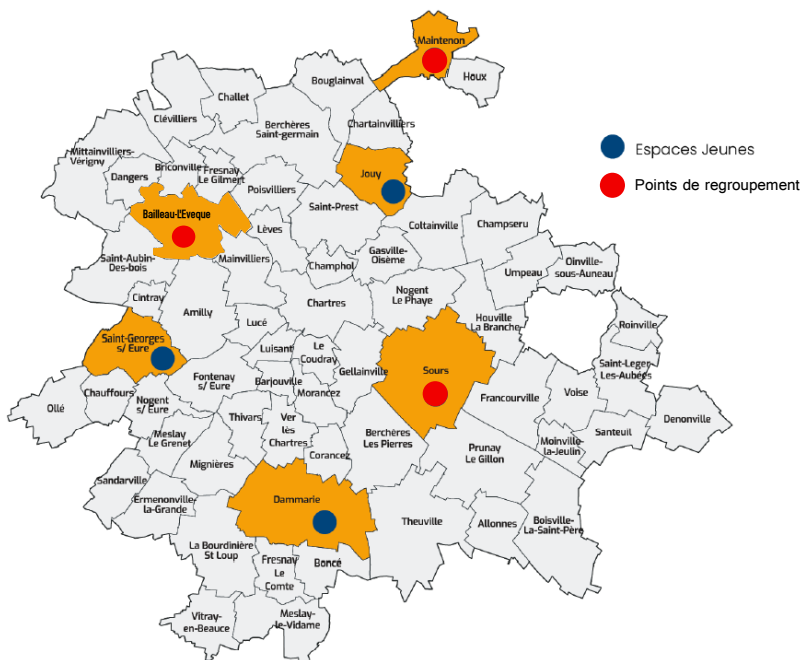 Maintenon
Houx
Bouglainval
Challet
Clévilliers
Berchères
Saint-germain
Chartainvilliers
Mittainvilliers-
Vérigny
Dangers
Briconville
Fresnay
Le Gilmert
Jouy
Poisvilliers
Saint-Prest
Bailleau-L'Eveque
Lèves
Coltainville
Champseru
Saint-Aubin-
Des-bois
Mainvilliers
Gasville-
Oisème
Champhol
Umpeau
Oinville-
sous-Auneau
Cintray
Amilly
Chartres
Nogent
Le Phaye
Houville
La Branche
Roinville
Lucé
Saint-Georges
s/ Eure
Luisant
Le
Coudray
Gellainville
Sours
Saint-Leger-
Les-Aubées
Fontenay
s/ Eure
Barjouville
Morancez
Chauffours
Nogent
s/ Eure
Francourville
Voise
Ollé
Thivars
Ver
lès
Chartres
Denonville
Meslay
Le Grenet
Berchères
Les Pierres
Santeuil
Moinville
la-Jeulin
Prunay
Le Gillon
Corancez
Mignières
Sandarville
Ermenonville-
la-Grande
Dammarie
Theuville
Allonnes
Boisville-
La-Saint-Père
La Bourdinière
St Loup
Fresnay
Le
Comte
Boncé
Vitray-
en-Beauce
Meslay-
le-Vidame
Espaces Jeunes
Points de regroupement